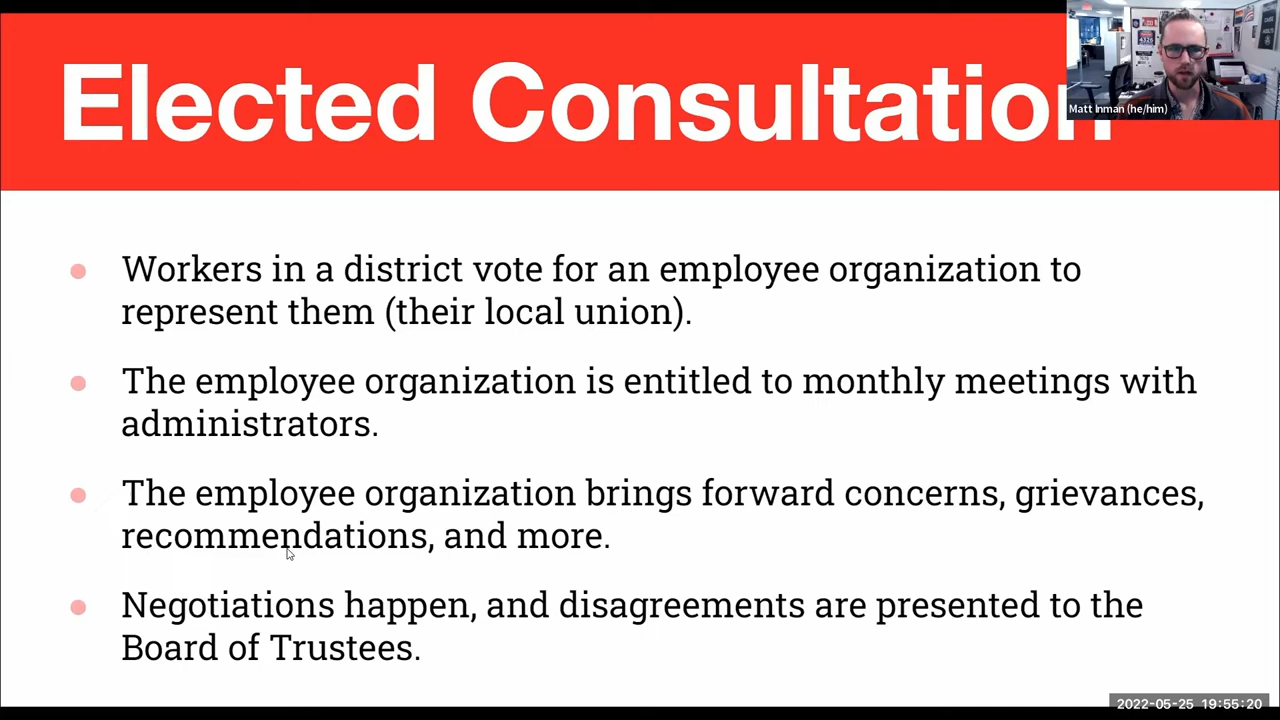 Elected Consultation
Matt Inman (he/him)
Workers in a district vote for an employee organization to
represent them (their local union).
The employee organization is entitled to monthly meetings with
administrators.
The employee organization brings forward concerns, grievances,
recommendations, and more.
Negotiations happen, and disagreements are presented to the
Board of Trustees.
2022-05-25 19:55:20